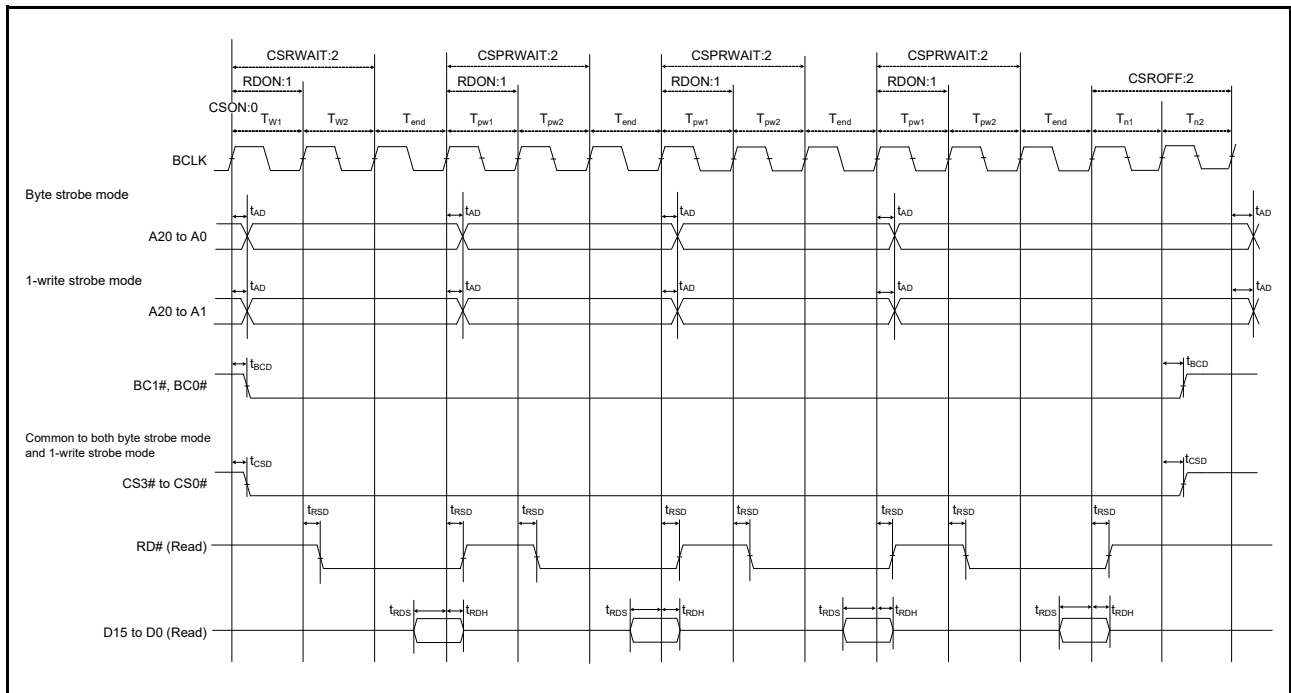 CSRWAIT:2 CSPRWAIT:2 CSPRWAIT:2 CSPRWAIT:2
RDON:1 RDON:1 RDON:1 RDON:1 CSROFF:2
CSON:0
TW1 TW2 Tend Tpw1 Tpw2 Tend Tpw1 Tpw2 Tend Tpw1 Tpw2 Tend Tn1 Tn2
BCLK
Byte strobe mode
tAD tAD tAD tAD tAD
A20 to A0
1-write strobe mode
tAD tAD tAD tAD tAD
A20 to A1
tBCD tBCD
BC1#, BC0#
Common to both byte strobe mode
and 1-write strobe mode
tCSD tCSD
CS3# to CS0#
tRSD tRSD tRSD tRSD tRSD tRSD tRSD tRSD
RD# (Read)
tRDS tRDH tRDS tRDH tRDS tRDH tRDS tRDH
D15 to D0 (Read)